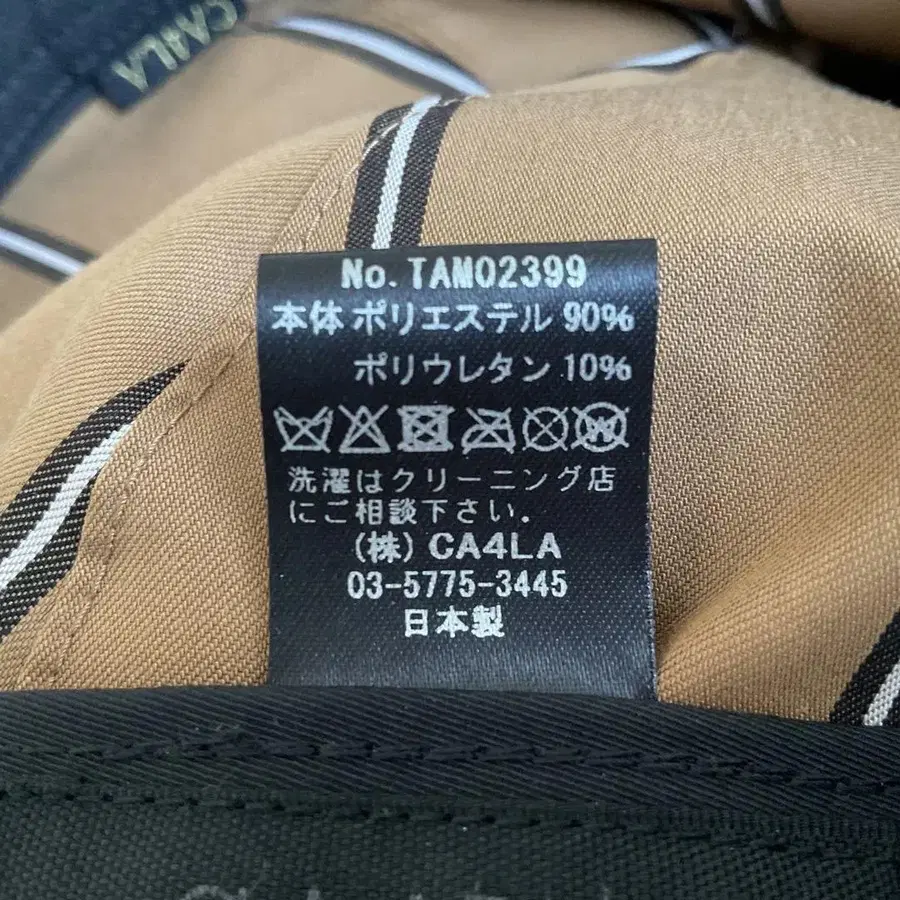 CA4LA
No.TAM02399
本体 ポリエステル 90%
ポリウレタン 10%
洗濯はクリーニング店
にご相談下さい.
(株) CA4LA
03-5775-3445
日本製